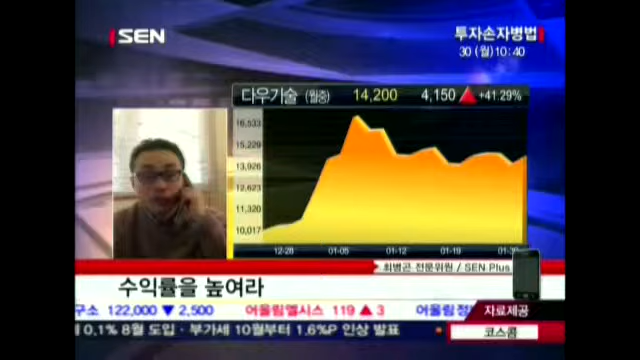 SEN
투자손자병법
30 (월)10:40
다우기술 (월중) 14,200 4,150 ▲ +41.29%
16,533
15,229
13,926
12,623
11,320
10,017
12-28 01-05 01-12 01-19 01-30
최병곤 전문위원 / SEN Plus
수익률을 높여라
구소 122,000 ▼ 2,500 어울림엘시스 119 ▲ 3 어울림정
자료제공
0.1% 8월 도입 · 부가세 10월부터 1.6%P 인상 발표
코스콤